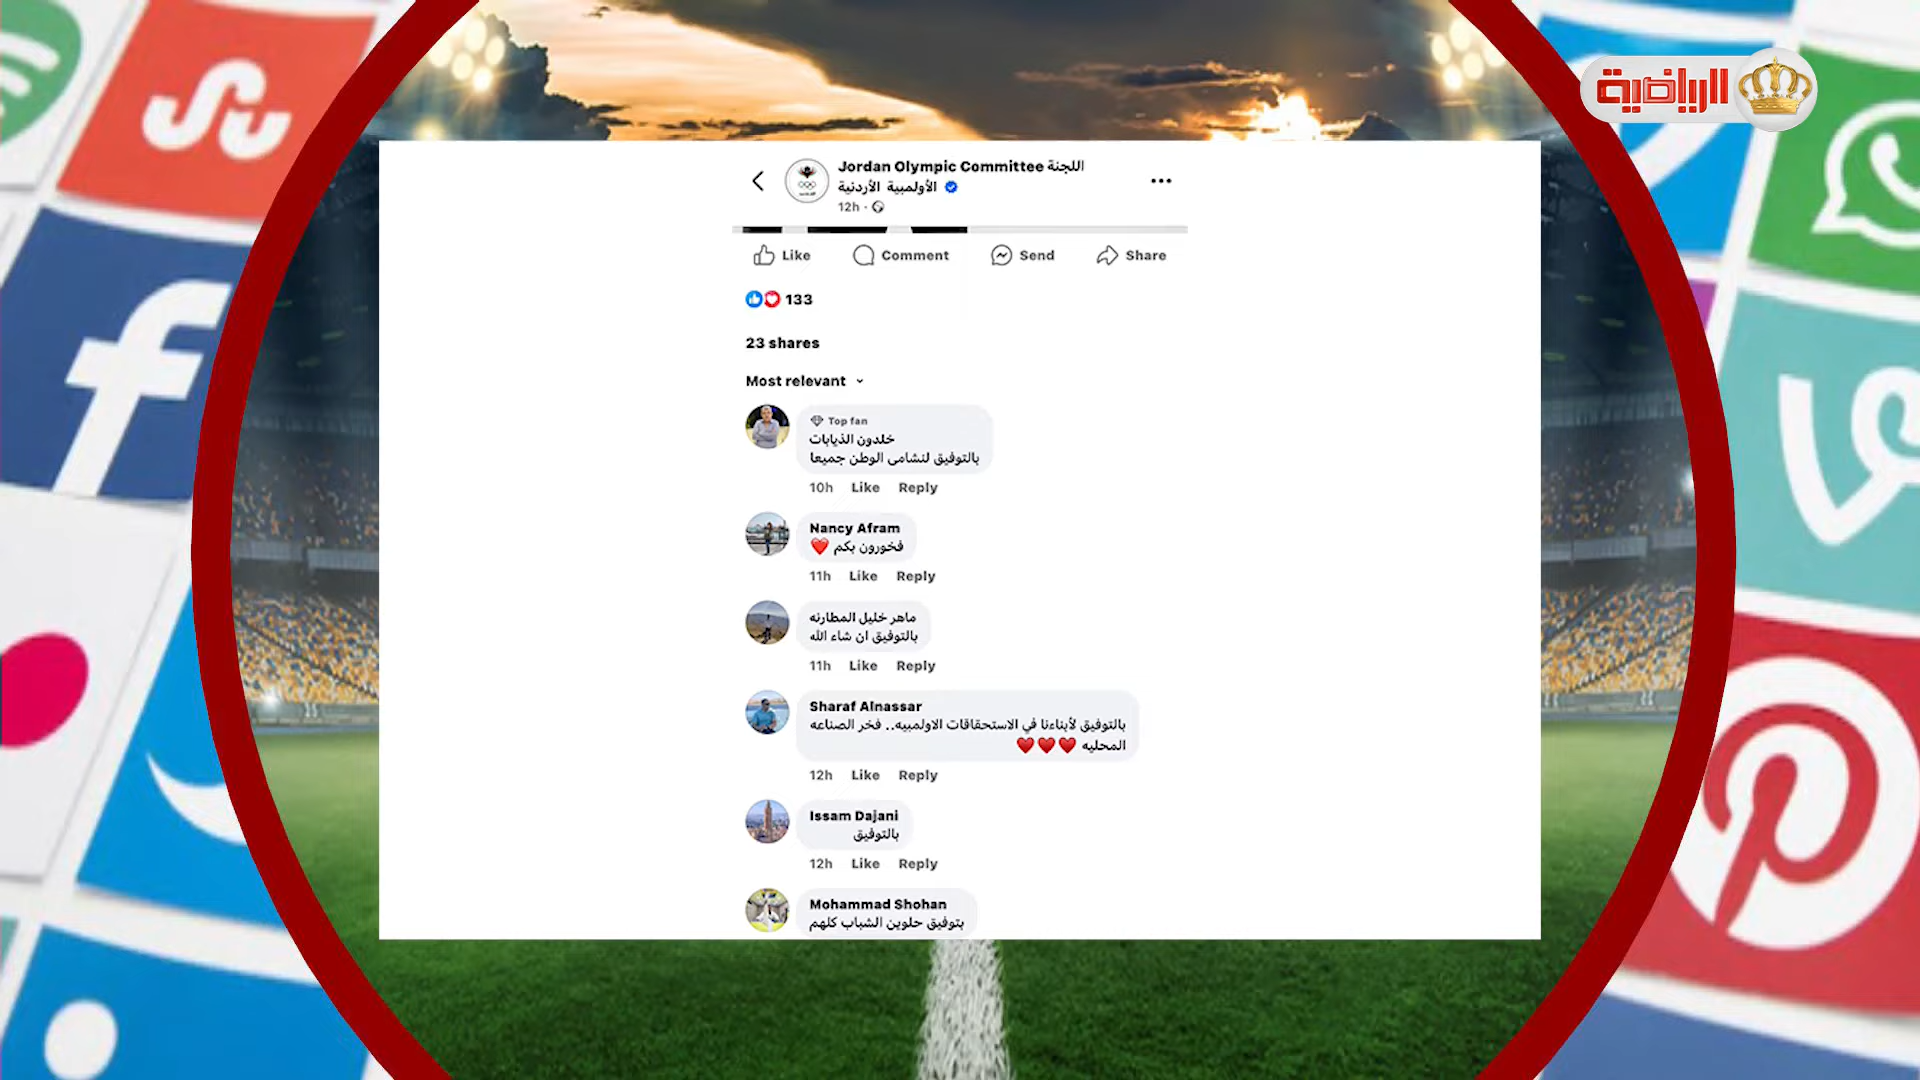 الرياضية
Jordan Olympic Committee اللجنة
الأولمبية الأردنية
12h
Like Comment Send Share
133
23 shares
Most relevant
Top fan
خلدون الذيابات
بالتوفيق لنشامى الوطن جميعا
10h Like Reply
Nancy Afram
فخورون بكم ❤️
11h Like Reply
ماهر خليل المطارنه
بالتوفيق ان شاء الله
11h Like Reply
Sharaf Alnassar
بالتوفيق لأبناءنا في الاستحقاقات الاولمبيه.. فخر الصناعه
المحليه ❤️❤️❤️
12h Like Reply
Issam Dajani
بالتوفيق
12h Like Reply
Mohammad Shohan
بتوفيق حلوين الشباب كلهم